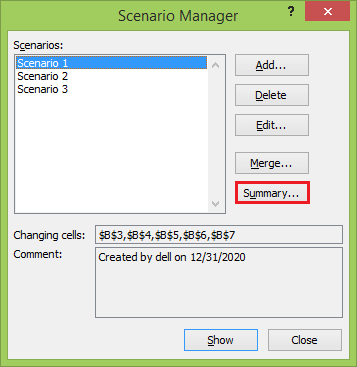 Scenario Manager
?
Scenarios:
Scenario 1
Scenario 2
Scenario 3
Add...
Delete
Edit...
Merge...
Summary...
Changing cells:
$B$3,$B$4,$B$5,$B$6,$B$7
Comment:
Created by dell on 12/31/2020
Show
Close